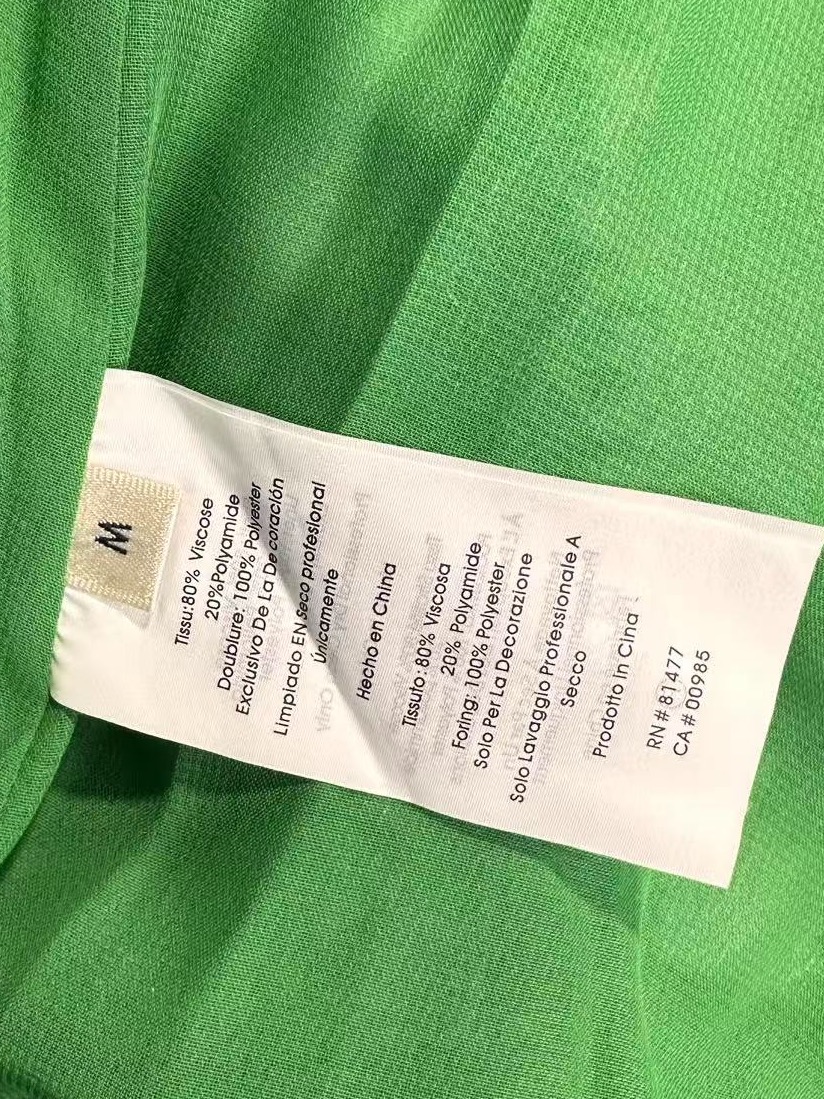 M
Tissu:80% Viscose
20%Polyamide
Doublure: 100% Polyester
Exclusivo De La Decoración
Limpiado EN Seco profesional
Únicamente
Hecho en China
Tissuto:80% Viscosa
20% Polyamide
Foring: 100% Polyester
Solo Per La Decorazione
Solo Lavaggio Professionale A
Secco
Prodotto In Cina
RN#81477
CA#00985